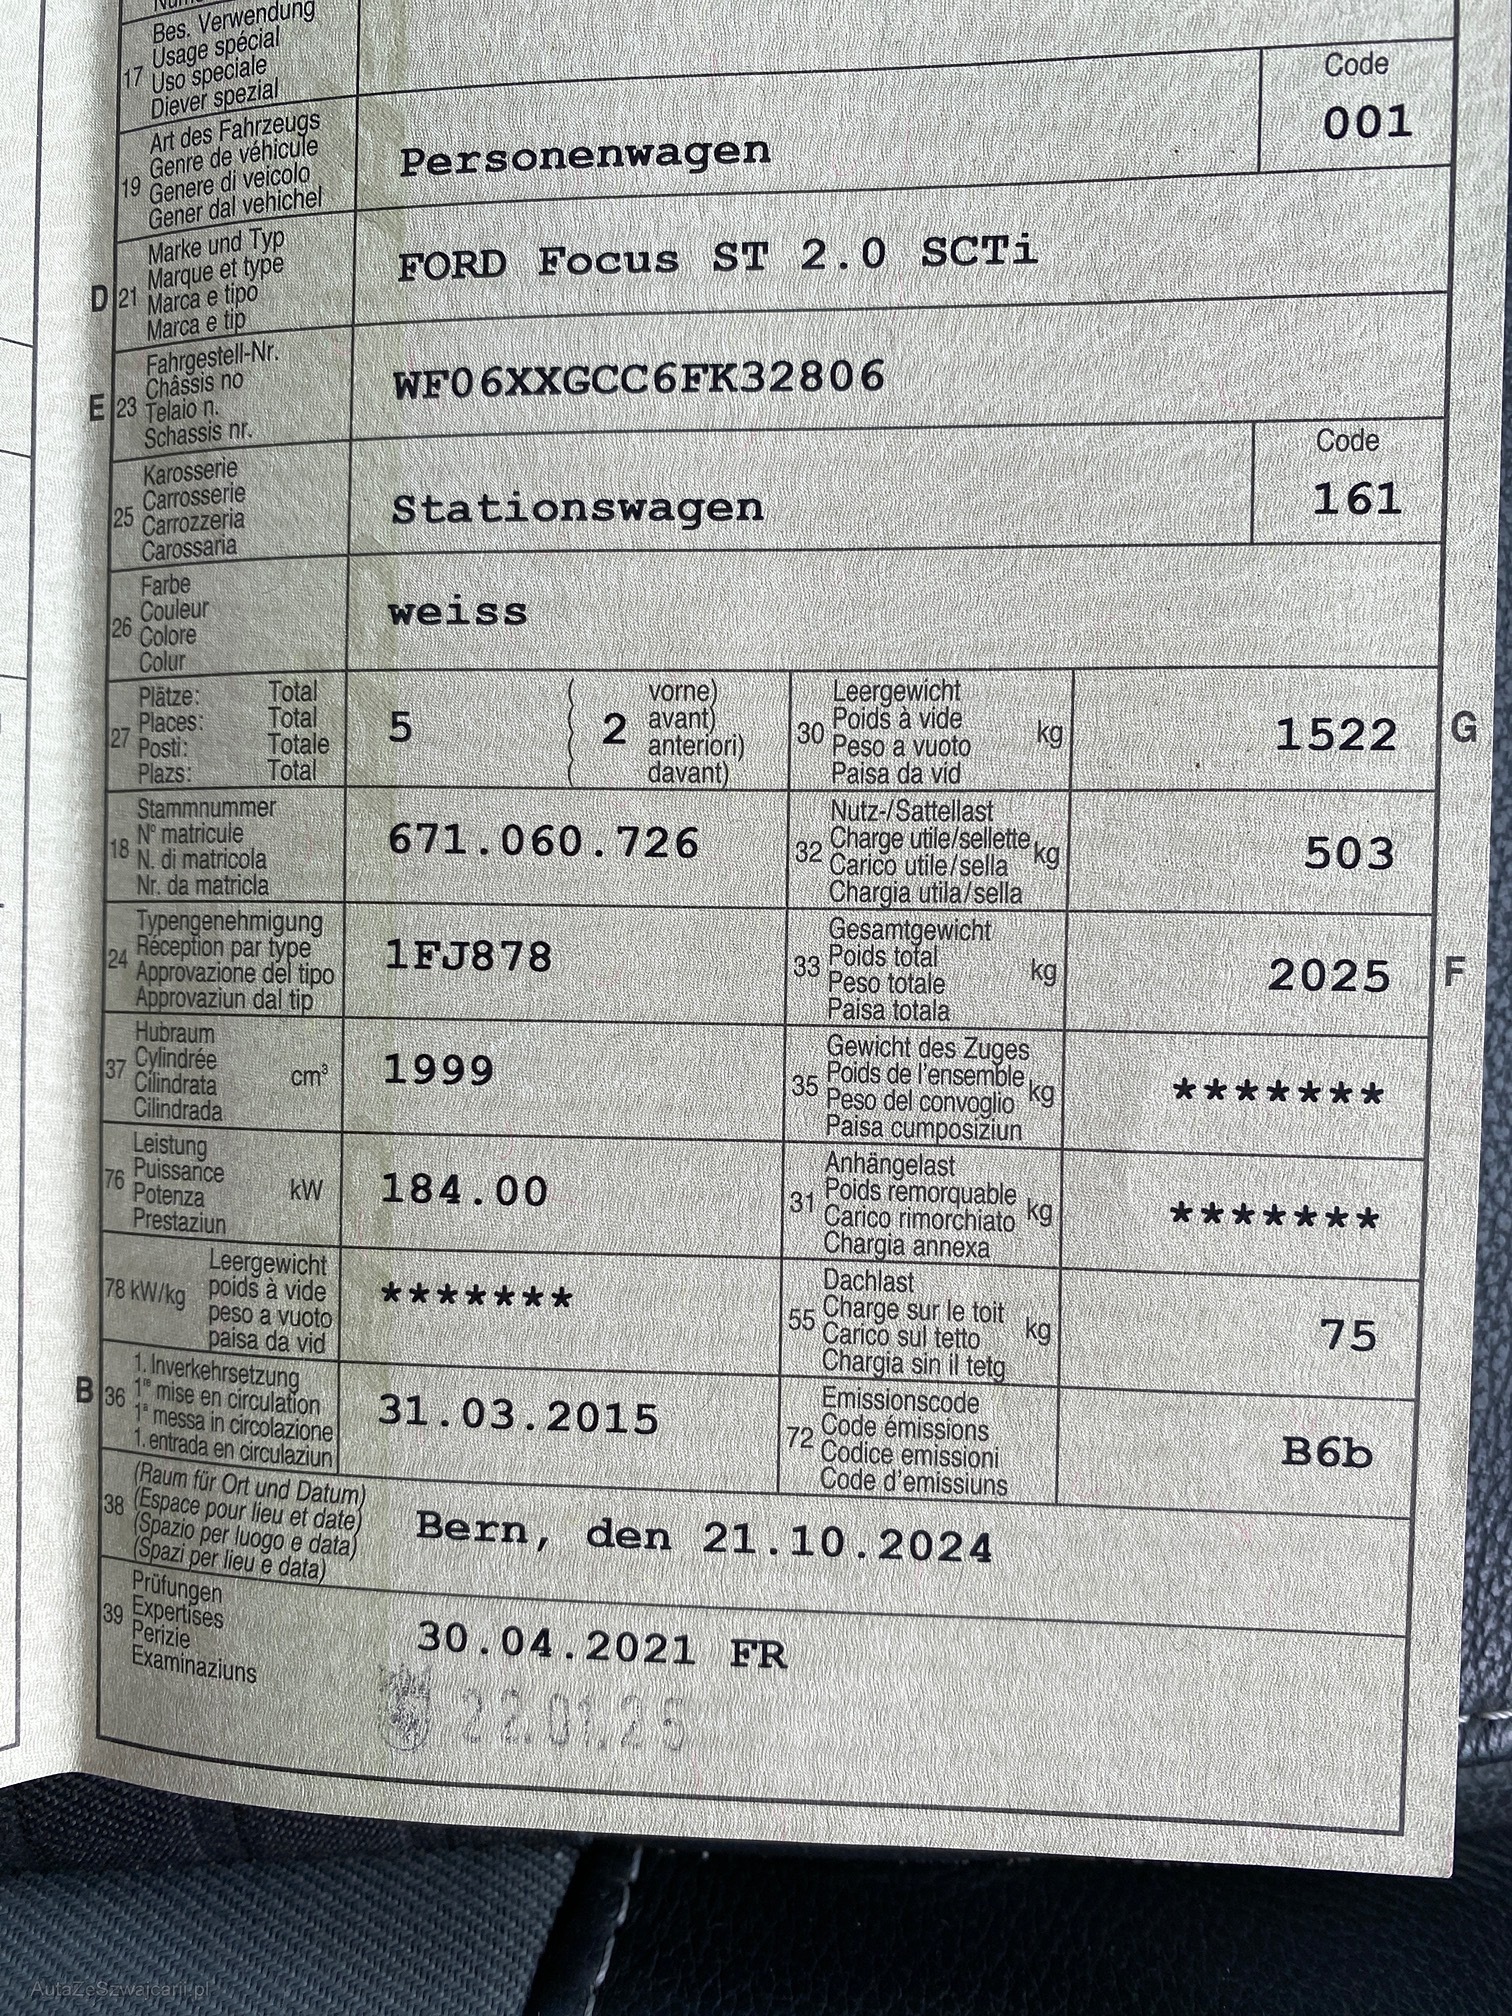 Bes. Verwendung
Usage spécial
17 Uso speciale
Diever spezial
Art des Fahrzeugs
Genre de véhicule
19 Genere di veicolo
Gener dal vehichel
Personenwagen
Code
001
Marke und Typ
Marque et type
D 21 Marca e tipo
Marca e tip
FORD Focus ST 2.0 SCTi
Fahrgestell-Nr.
Châssis no
E 23 Telaio n.
Schassis nr.
WF06XXGCC6FK32806
Karosserie
Carrosserie
25 Carrozzeria
Carossaria
Stationswagen
Code
161
Farbe
Couleur
26 Colore
Colur
weiss
Plätze: Total
Places: Total
27 Posti: Totale
Plazs: Total
5
( vorne)
( 2 avant)
( anteriori)
( davant)
Leergewicht
30 Poids à vide kg
Peso a vuoto
Paisa da vid
1522 G
Stammnummer
N° matricule
18 N. di matricola
Nr. da matricla
671.060.726
Nutz-/Sattellast
Charge utile/sellette
32 Carico utile/sella kg
Chargia utila/sella
503
Typengenehmigung
Réception par type
24 Approvazione del tipo
Approvaziun dal tip
1FJ878
Gesamtgewicht
33 Poids total kg
Peso totale
Paisa totala
2025 F
Hubraum
37 Cylindrée cm³
Cilindrata
Cilindrada
1999
Gewicht des Zuges
35 Poids de l'ensemble kg
Peso del convoglio
Paisa cumposiziun
*******
Leistung
76 Puissance kW
Potenza
Prestaziun
184.00
Anhängelast
31 Poids remorquable kg
Carico rimorchiato
Chargia annexa
*******
Leergewicht
78 kW/kg poids à vide
peso a vuoto
paisa da vid
*******
Dachlast
55 Charge sur le toit kg
Carico sul tetto
Chargia sin il tetg
75
1. Inverkehrsetzung
B 36 1re mise en circulation
1a messa in circolazione
1. entrada en circulaziun
31.03.2015
Emissionscode
72 Code émissions
Codice emissioni
Code d'emissiuns
B6b
(Raum für Ort und Datum)
38 (Espace pour lieu et date)
(Spazio per luogo e data)
(Spazi per lieu e data)
Bern, den 21.10.2024
Prüfungen
39 Expertises
Perizie
Examinaziuns
30.04.2021 FR
22.01.25
AutaZeSzwajcarii.pl